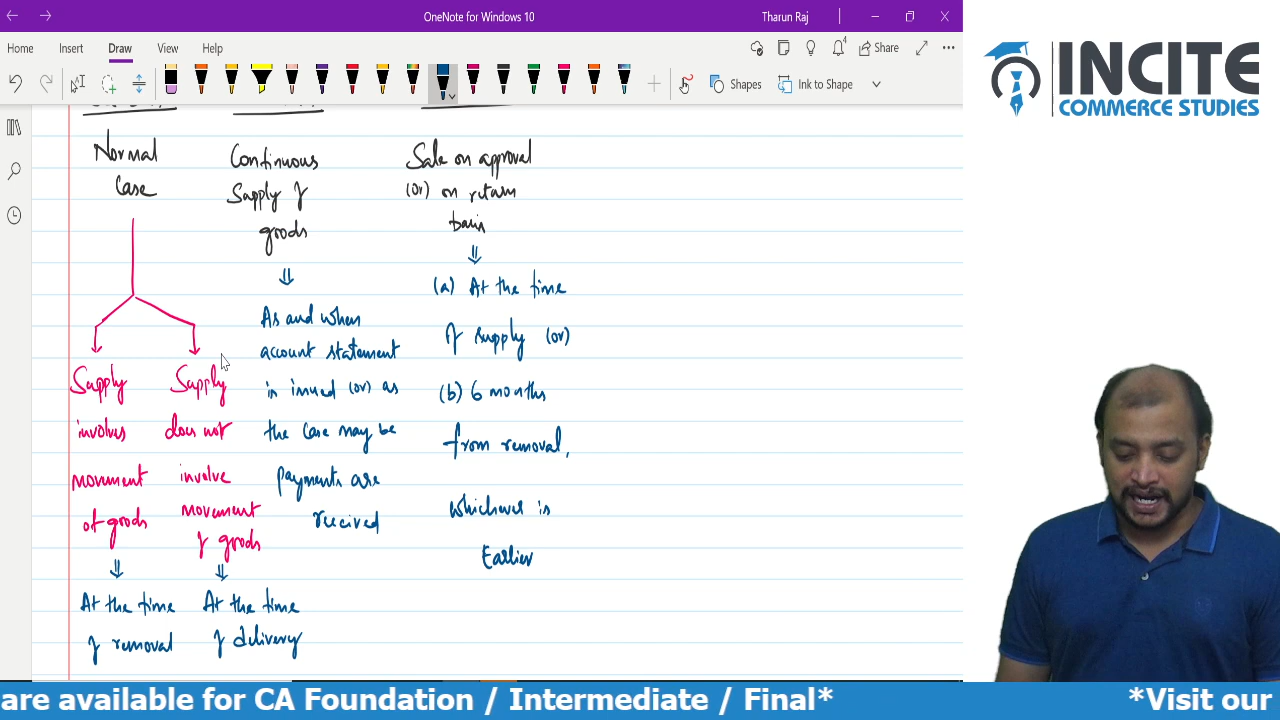 OneNote for Windows 10
Tharun Raj
Home Insert Draw View Help
4
Share
Shapes
Ink to Shape
INCITE
COMMERCE STUDIES
Normal
Case
Supply
involves
movement
of goods
At the time
of removal
Supply
does not
involve
movement
of goods
At the time
of delivery
Continuous
Supply of
goods
As and when
account statement
is issued (or) as
the case may be
payments are
recived
Sale on approval
(or) on return
basis
(a) At the time
of supply (or)
(b) 6 months
from removal,
whichever is
Earlier
are available for CA Foundation / Intermediate / Final*
*Visit our